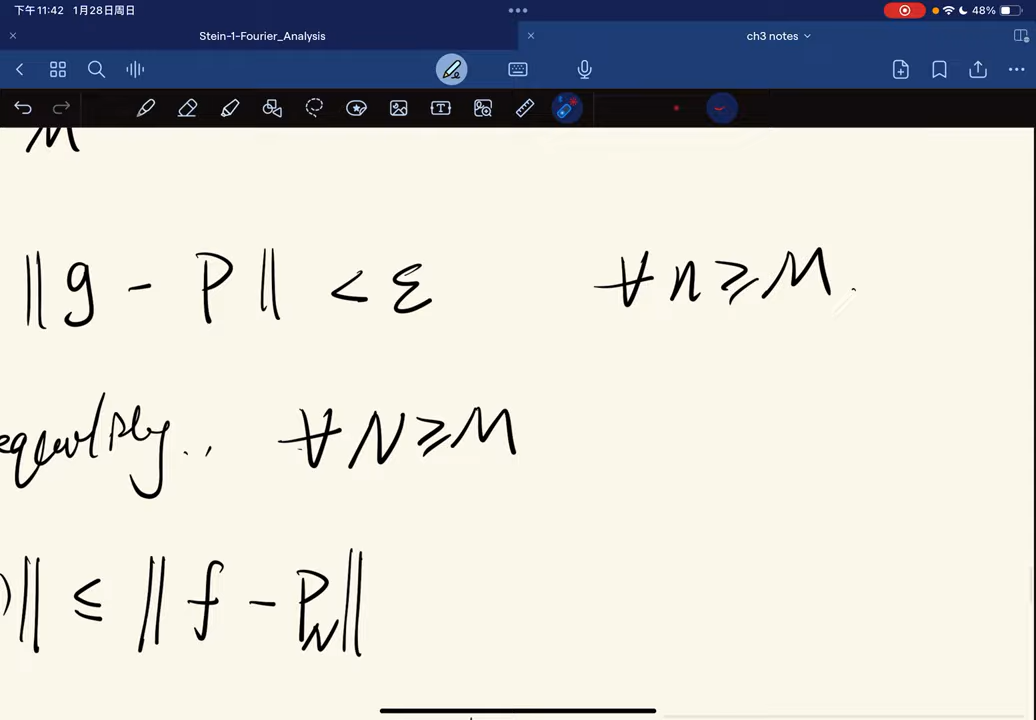 下午11:42 1月28日周日
48%
Stein-1-Fourier_Analysis
ch3 notes
M
‖g - P‖ < ε ∀n ≥ M.
∀N ≥ M
)‖ ≤ ‖f - P_N‖